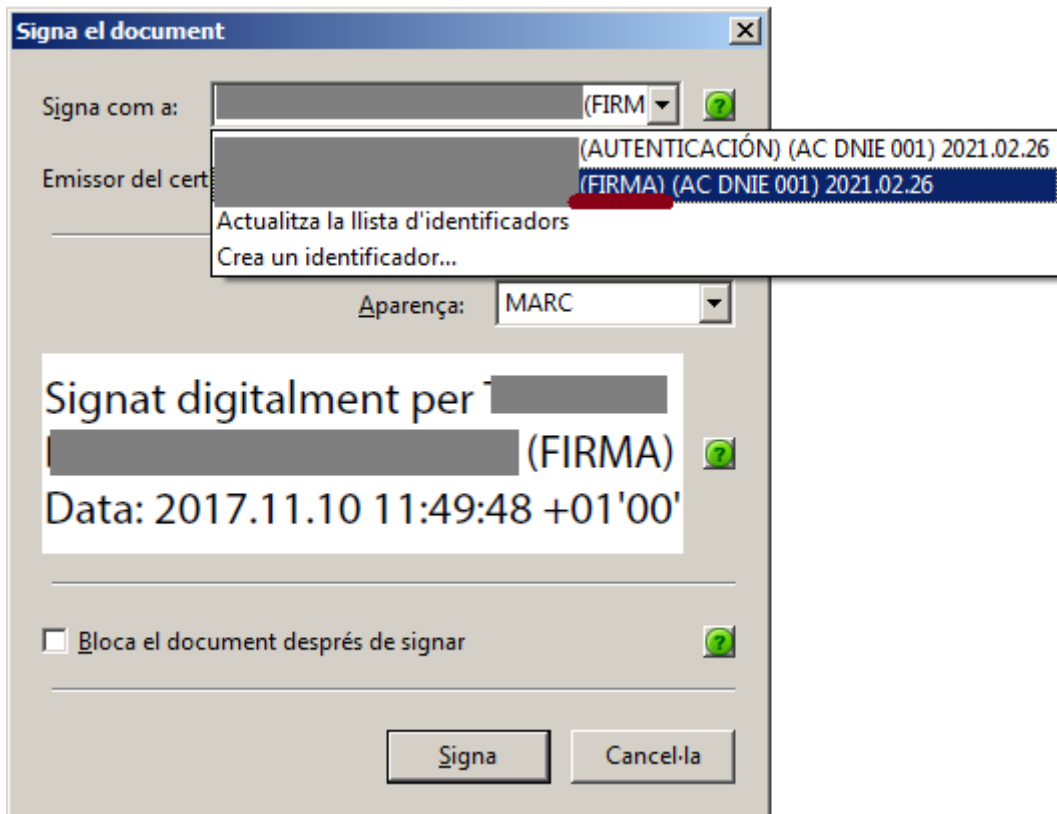 Signa el document
Signa com a: (FIRM
(AUTENTICACIÓN) (AC DNIE 001) 2021.02.26
Emissor del cert (FIRMA) (AC DNIE 001) 2021.02.26
Actualitza la llista d'identificadors
Crea un identificador...
Aparença: MARC
Signat digitalment per
(FIRMA)
Data: 2017.11.10 11:49:48 +01'00'
Bloca el document després de signar
Signa Cancel·la